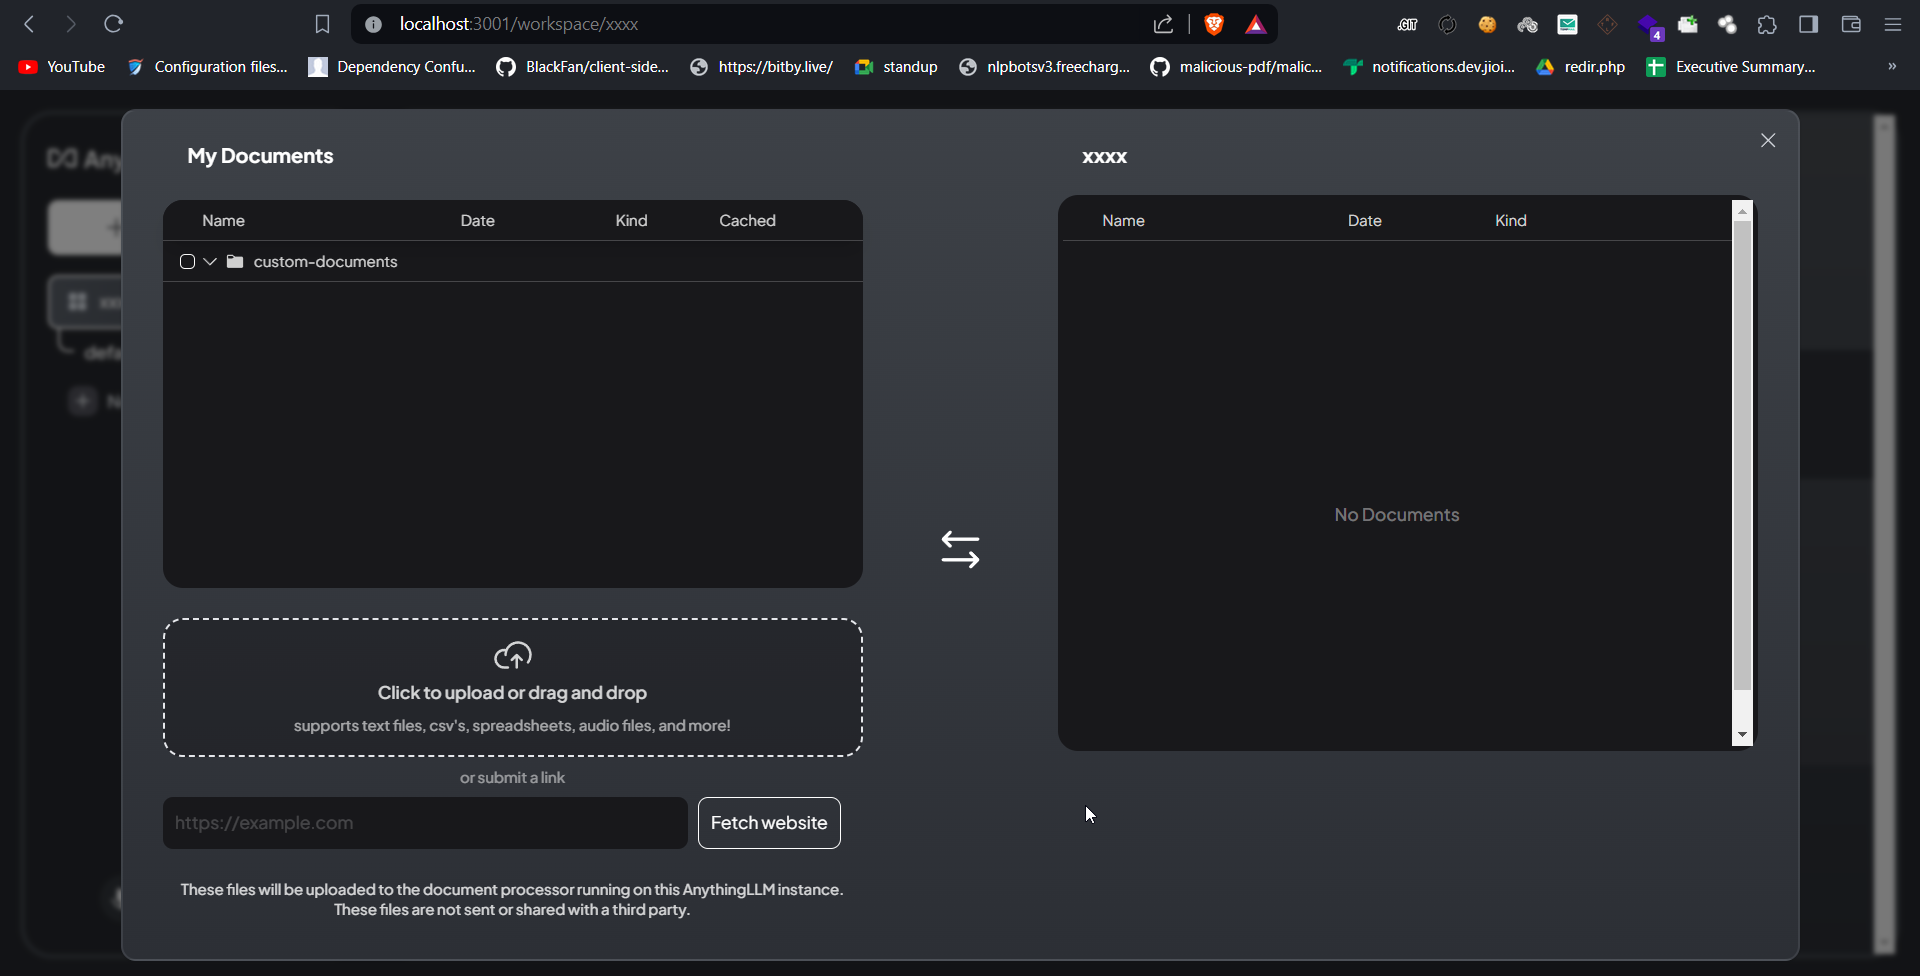 localhost:3001/workspace/xxxx
GIT
4
YouTube
Configuration files...
Dependency Confu...
BlackFan/client-side...
https://bitby.live/
standup
nlpbotsv3.freecharg...
malicious-pdf/malic...
notifications.dev.jioi...
redir.php
Executive Summary...
»
Any
My Documents
xxxx
Name Date Kind Cached
custom-documents
Name Date Kind
No Documents
Click to upload or drag and drop
supports text files, csv's, spreadsheets, audio files, and more!
or submit a link
https://example.com
Fetch website
These files will be uploaded to the document processor running on this AnythingLLM instance.
These files are not sent or shared with a third party.